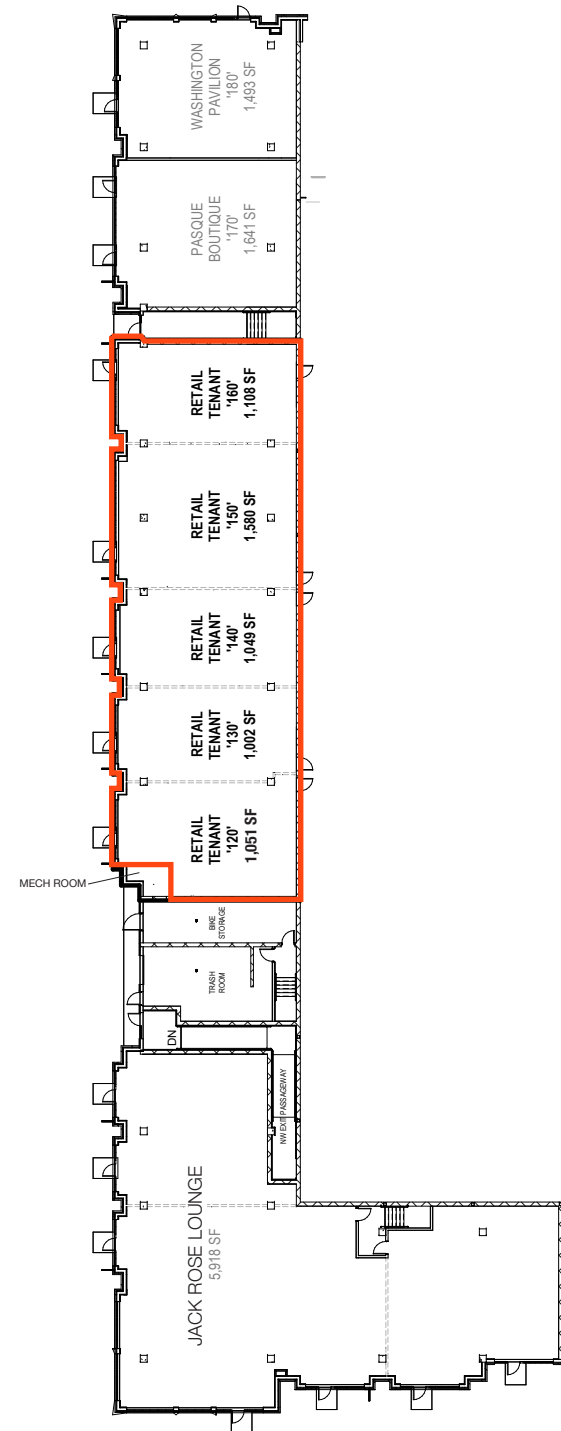 WASHINGTON
PAVILION
'180'
1,493 SF
PASQUE
BOUTIQUE
'170'
1,641 SF
RETAIL
TENANT
'160'
1,108 SF
RETAIL
TENANT
'150'
1,580 SF
RETAIL
TENANT
'140'
1,049 SF
RETAIL
TENANT
'130'
1,002 SF
RETAIL
TENANT
'120'
1,051 SF
MECH ROOM
BIKE
STORAGE
TRASH
ROOM
DN
NW EXIT PASSAGEWAY
JACK ROSE LOUNGE
5,918 SF